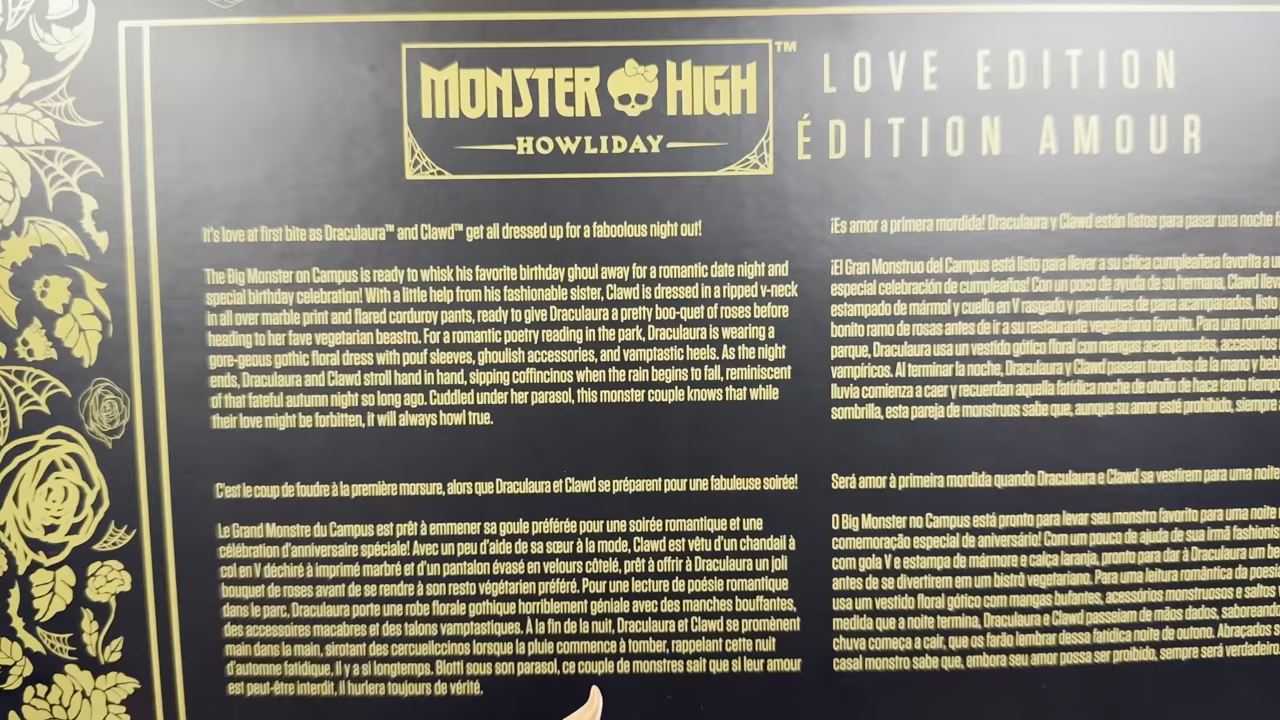 MONSTER HIGH
HOWLIDAY
TM
LOVE EDITION
ÉDITION AMOUR
It's love at first bite as Draculaura™ and Clawd™ get all dressed up for a faboolous night out!
The Big Monster on Campus is ready to whisk his favorite birthday ghoul away for a romantic date night and
special birthday celebration! With a little help from his fashionable sister, Clawd is dressed in a ripped v-neck
in all over marble print and flared corduroy pants, ready to give Draculaura a pretty boo-quet of roses before
heading to her fave vegetarian beastro. For a romantic poetry reading in the park, Draculaura is wearing a
gore-geous gothic floral dress with pouf sleeves, ghoulish accessories, and vamptastic heels. As the night
ends, Draculaura and Clawd stroll hand in hand, sipping coffincinos when the rain begins to fall, reminiscent
of that fateful autumn night so long ago. Cuddled under her parasol, this monster couple knows that while
their love might be forbitten, it will always howl true.
¡Es amor a primera mordida! Draculaura y Clawd están listos para pasar una noche
¡El Gran Monstruo del Campus está listo para llevar a su chica cumpleañera favorita a
especial celebración de cumpleaños! Con un poco de ayuda de su hermana, Clawd
estampado de mármol y cuello en V rasgado y pantalones de pana acampanados, listo
bonito ramo de rosas antes de ir a su restaurante vegetariano favorito. Para una
parque, Draculaura usa un vestido gótico floral con mangas acampanadas, accesorios
vampíricos. Al terminar la noche, Draculaura y Clawd pasean tomados de la mano y
lluvia comienza a caer y recuerdan aquella fatídica noche de otoño de hace tanto
sombrilla, esta pareja de monstruos sabe que, aunque su amor esté prohibido, siempre
C'est le coup de foudre à la première morsure, alors que Draculaura et Clawd se préparent pour une fabuleuse soirée!
Le Grand Monstre du Campus est prêt à emmener sa goule préférée pour une soirée romantique et une
célébration d'anniversaire spéciale! Avec un peu d'aide de sa sœur à la mode, Clawd est vêtu d'un chandail à
col en V déchiré à imprimé marbré et d'un pantalon évasé en velours côtelé, prêt à offrir à Draculaura un joli
bouquet de roses avant de se rendre à son resto végétarien préféré. Pour une lecture de poésie romantique
dans le parc, Draculaura porte une robe florale gothique horriblement géniale avec des manches bouffantes,
des accessoires macabres et des talons vamptastiques. À la fin de la nuit, Draculaura et Clawd se promènent
main dans la main, sirotant des cercueilccinos lorsque la pluie commence à tomber, rappelant cette nuit
d'automne fatidique, il y a si longtemps. Blotti sous son parasol, ce couple de monstres sait que si leur amour
est peut-être interdit, il hurlera toujours de vérité.
Será amor à primeira mordida quando Draculaura e Clawd se vestirem para uma noite
O Big Monster no Campus está pronto para levar seu monstro favorito para uma noite
comemoração especial de aniversário! Com um pouco de ajuda de sua irmã
com gola V e estampa de mármore e calça laranja, pronto para dar à Draculaura um
antes de se divertirem em um bistrô vegetariano. Para uma leitura romântica da poesia
usa um vestido floral gótico com mangas bufantes, acessórios monstruosos e saltos
medida que a noite termina, Draculaura e Clawd passeiam de mãos dadas, saboreando
chuva começa a cair, que os farão lembrar dessa fatídica noite de outono. Abraçados
casal monstro sabe que, embora seu amor possa ser proibido, sempre será verdadeiro.